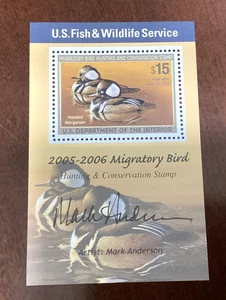 U.S. Fish & Wildlife Service
MIGRATORY BIRD HUNTING AND CONSERVATION STAMP
$15
Hooded
Merganser
U.S. DEPARTMENT OF THE INTERIOR
2005-2006 Migratory Bird
Hunting & Conservation Stamp
Mark Anderson
Artist: Mark Anderson